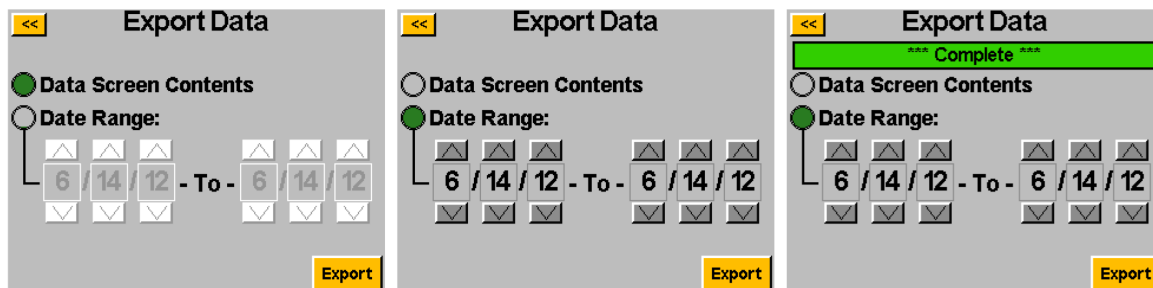 << Export Data
Data Screen Contents
Date Range:
6 / 14 / 12 - To - 6 / 14 / 12
Export
<< Export Data
Data Screen Contents
Date Range:
6 / 14 / 12 - To - 6 / 14 / 12
Export
<< Export Data
*** Complete ***
Data Screen Contents
Date Range:
6 / 14 / 12 - To - 6 / 14 / 12
Export